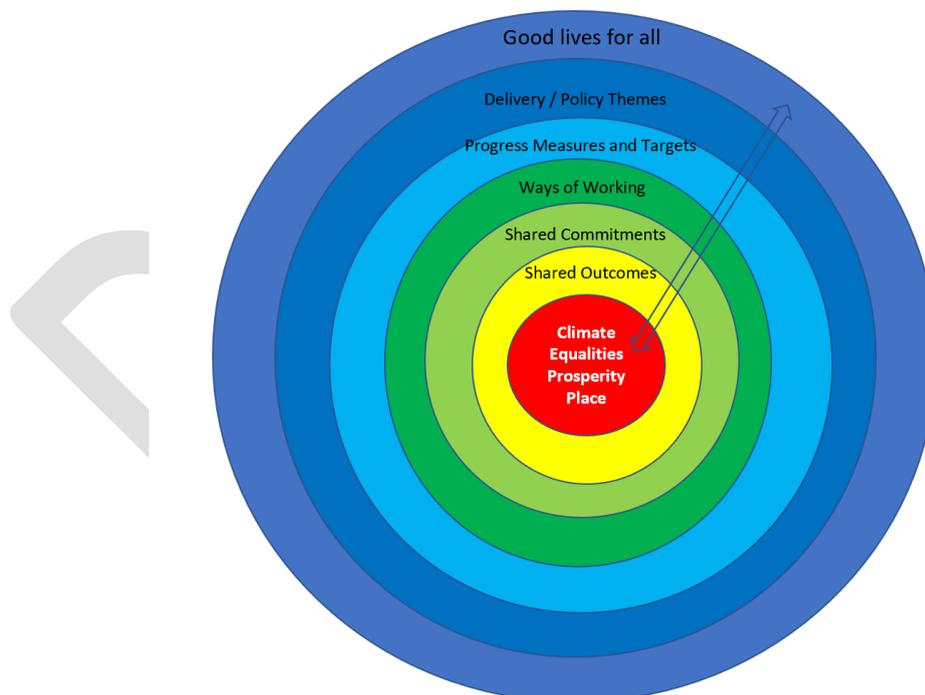 Good lives for all
Delivery / Policy Themes
Progress Measures and Targets
Ways of Working
Shared Commitments
Shared Outcomes
Climate
Equalities
Prosperity
Place